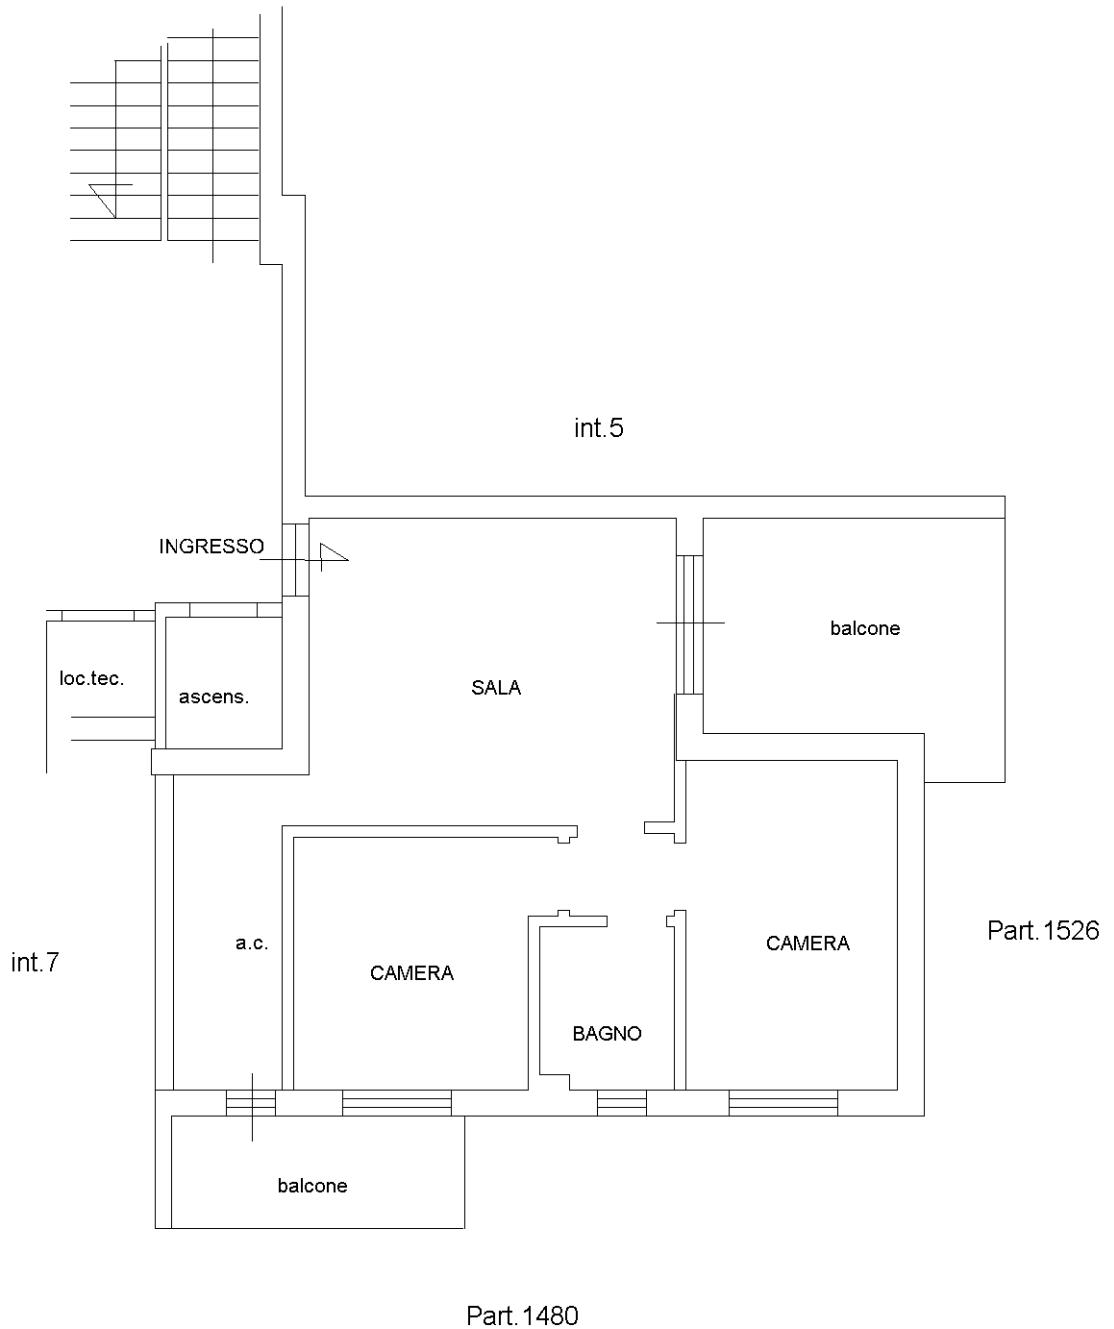 int.5
INGRESSO
balcone
loc.tec.
ascens.
SALA
Part.1526
a.c.
CAMERA
int.7
CAMERA
BAGNO
balcone
Part.1480